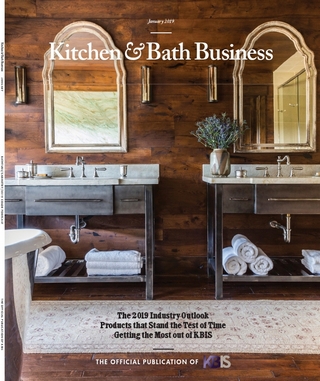 January 2019
Kitchen & Bath Business
The 2019 Industry Outlook
Products that Stand the Test of Time
Getting the Most out of KBIS
THE OFFICIAL PUBLICATION OF KBIS